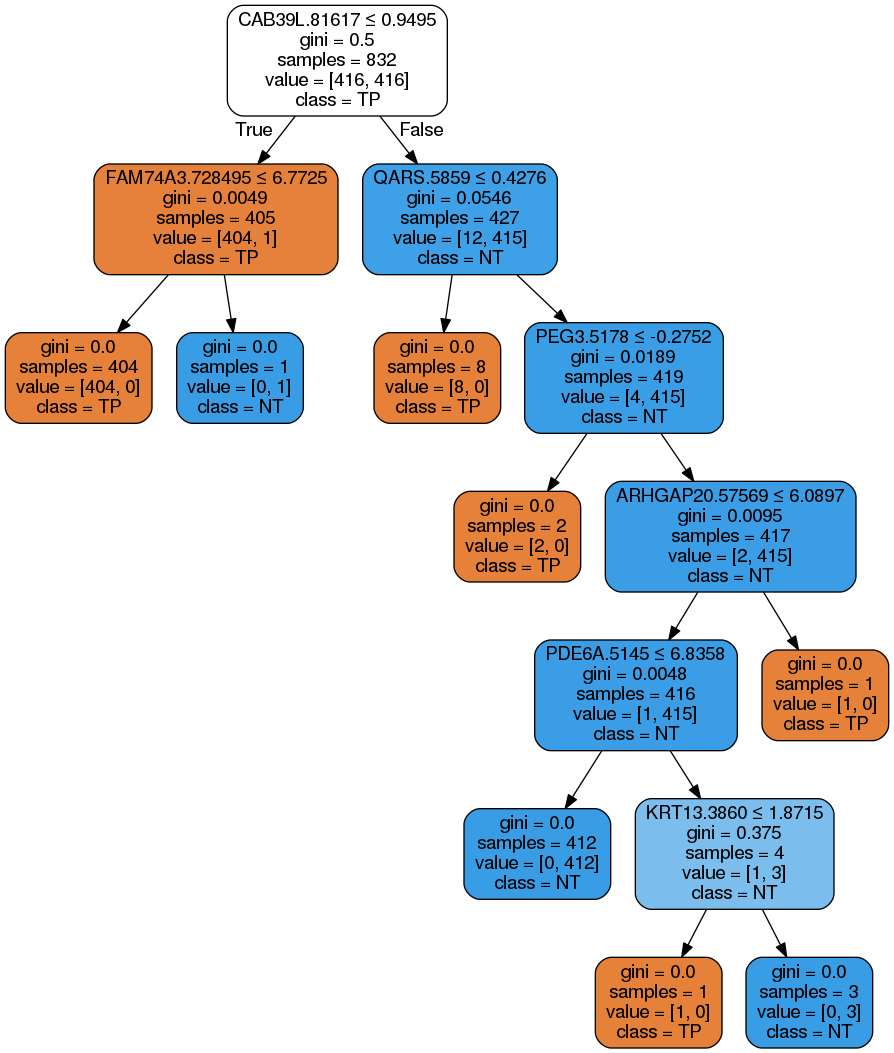 CAB39L.81617 ≤ 0.9495
gini = 0.5
samples = 832
value = [416, 416]
class = TP
True
False
FAM74A3.728495 ≤ 6.7725
gini = 0.0049
samples = 405
value = [404, 1]
class = TP
QARS.5859 ≤ 0.4276
gini = 0.0546
samples = 427
value = [12, 415]
class = NT
gini = 0.0
samples = 404
value = [404, 0]
class = TP
gini = 0.0
samples = 1
value = [0, 1]
class = NT
gini = 0.0
samples = 8
value = [8, 0]
class = TP
PEG3.5178 ≤ -0.2752
gini = 0.0189
samples = 419
value = [4, 415]
class = NT
gini = 0.0
samples = 2
value = [2, 0]
class = TP
ARHGAP20.57569 ≤ 6.0897
gini = 0.0095
samples = 417
value = [2, 415]
class = NT
PDE6A.5145 ≤ 6.8358
gini = 0.0048
samples = 416
value = [1, 415]
class = NT
gini = 0.0
samples = 1
value = [1, 0]
class = TP
gini = 0.0
samples = 412
value = [0, 412]
class = NT
KRT13.3860 ≤ 1.8715
gini = 0.375
samples = 4
value = [1, 3]
class = NT
gini = 0.0
samples = 1
value = [1, 0]
class = TP
gini = 0.0
samples = 3
value = [0, 3]
class = NT